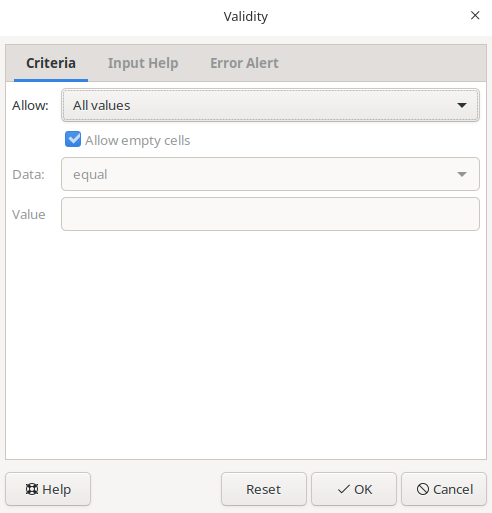 Validity
Criteria Input Help Error Alert
Allow: All values
Allow empty cells
Data: equal
Value
Help Reset OK Cancel